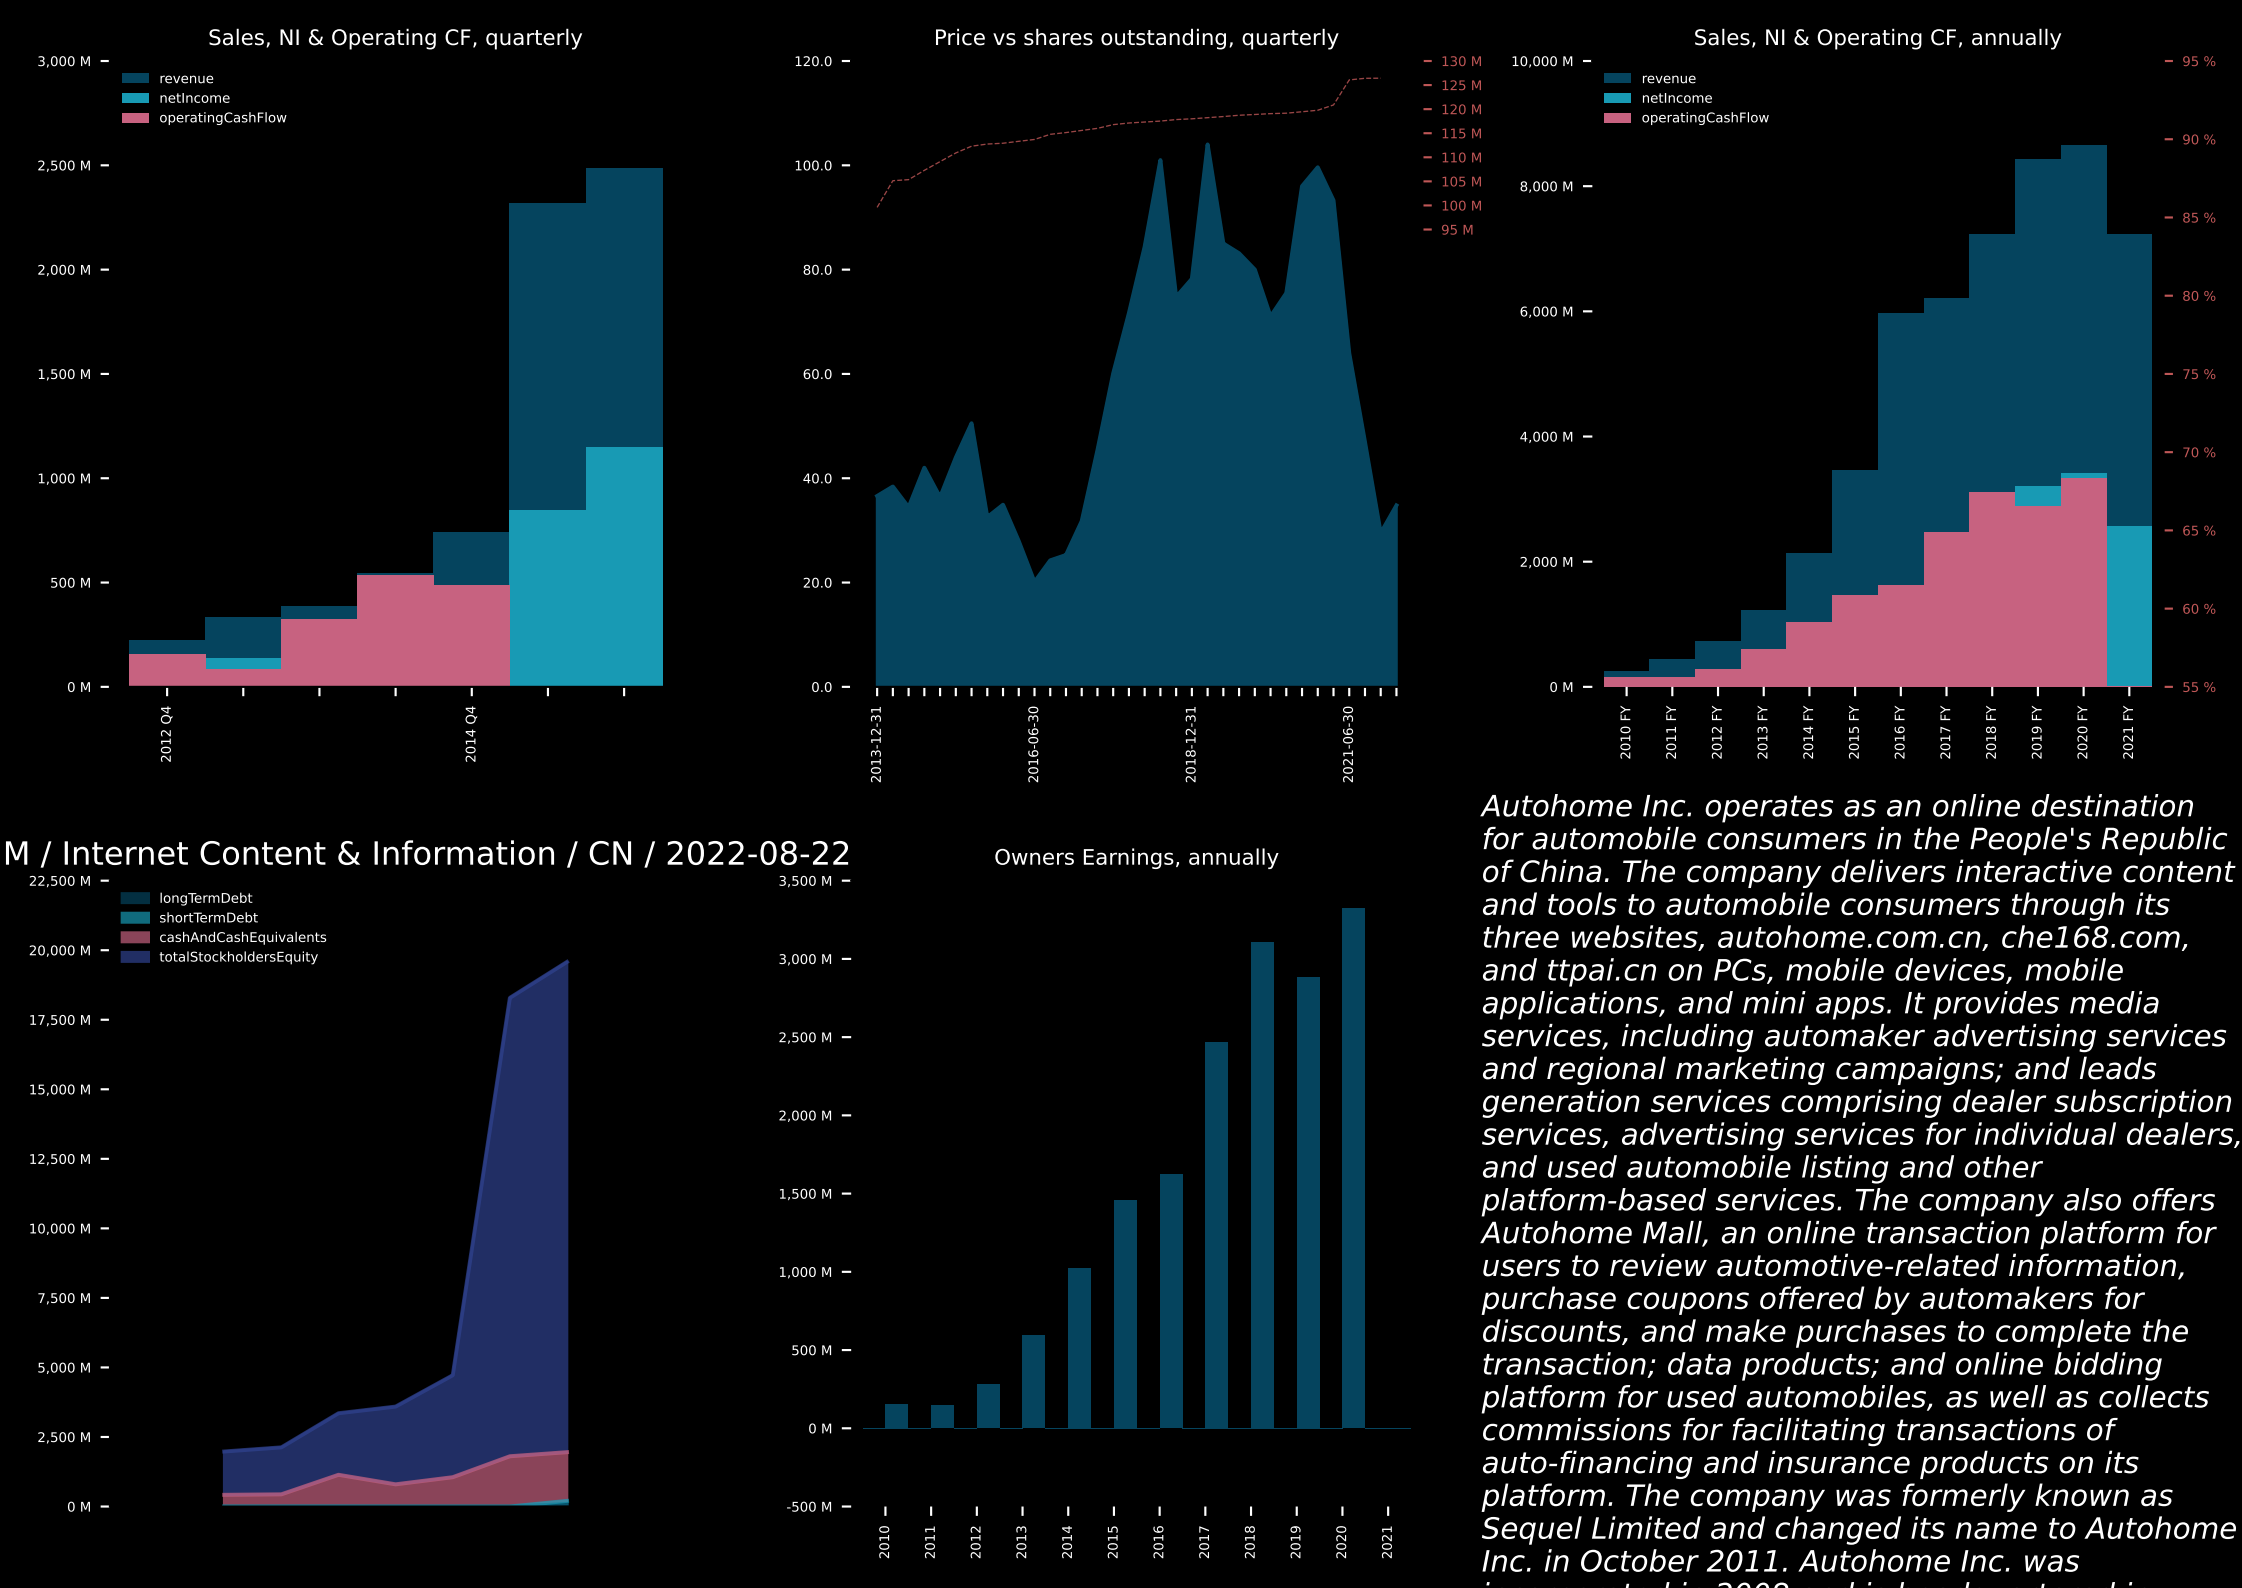 Sales, NI & Operating CF, quarterly
3,000 M
2,500 M
2,000 M
1,500 M
1,000 M
500 M
0 M
revenue
netIncome
operatingCashFlow
2012 Q4
2014 Q4
Price vs shares outstanding, quarterly
120.0
100.0
80.0
60.0
40.0
20.0
0.0
130 M
125 M
120 M
115 M
110 M
105 M
100 M
95 M
2013-12-31
2016-06-30
2018-12-31
2021-06-30
Sales, NI & Operating CF, annually
10,000 M
8,000 M
6,000 M
4,000 M
2,000 M
0 M
revenue
netIncome
operatingCashFlow
95 %
90 %
85 %
80 %
75 %
70 %
65 %
60 %
55 %
2010 FY
2011 FY
2012 FY
2013 FY
2014 FY
2015 FY
2016 FY
2017 FY
2018 FY
2019 FY
2020 FY
2021 FY
M / Internet Content & Information / CN / 2022-08-22
22,500 M
20,000 M
17,500 M
15,000 M
12,500 M
10,000 M
7,500 M
5,000 M
2,500 M
0 M
longTermDebt
shortTermDebt
cashAndCashEquivalents
totalStockholdersEquity
Owners Earnings, annually
3,500 M
3,000 M
2,500 M
2,000 M
1,500 M
1,000 M
500 M
0 M
-500 M
2010
2011
2012
2013
2014
2015
2016
2017
2018
2019
2020
2021
Autohome Inc. operates as an online destination
for automobile consumers in the People's Republic
of China. The company delivers interactive content
and tools to automobile consumers through its
three websites, autohome.com.cn, che168.com,
and ttpai.cn on PCs, mobile devices, mobile
applications, and mini apps. It provides media
services, including automaker advertising services
and regional marketing campaigns; and leads
generation services comprising dealer subscription
services, advertising services for individual dealers,
and used automobile listing and other
platform-based services. The company also offers
Autohome Mall, an online transaction platform for
users to review automotive-related information,
purchase coupons offered by automakers for
discounts, and make purchases to complete the
transaction; data products; and online bidding
platform for used automobiles, as well as collects
commissions for facilitating transactions of
auto-financing and insurance products on its
platform. The company was formerly known as
Sequel Limited and changed its name to Autohome
Inc. in October 2011. Autohome Inc. was